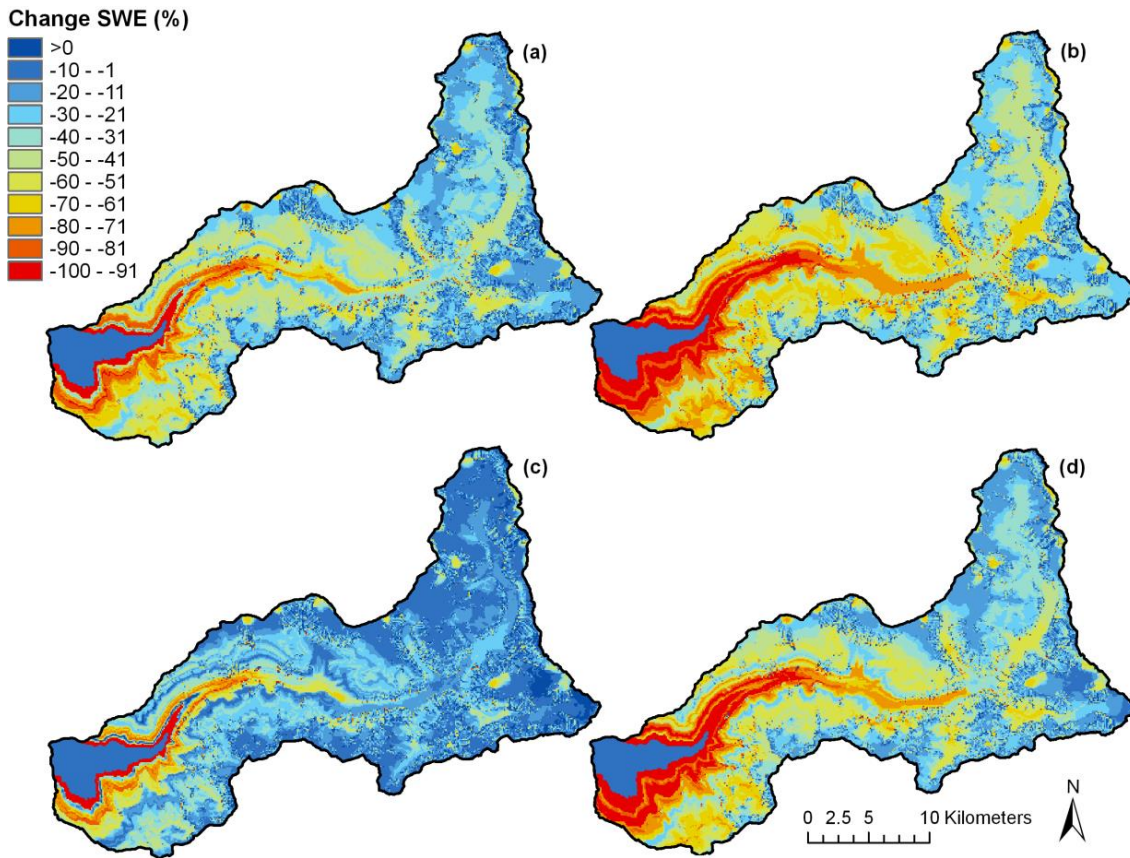 Change SWE (%)
>0
-10 - -1
-20 - -11
-30 - -21
-40 - -31
-50 - -41
-60 - -51
-70 - -61
-80 - -71
-90 - -81
-100 - -91
(a)
(b)
(c)
(d)
N
0 2.5 5 10 Kilometers